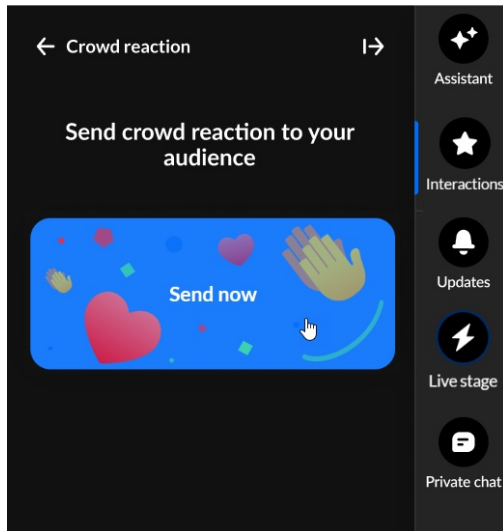 Crowd reaction
Send crowd reaction to your
audience
Send now
Assistant
Interactions
Updates
Live stage
Private chat